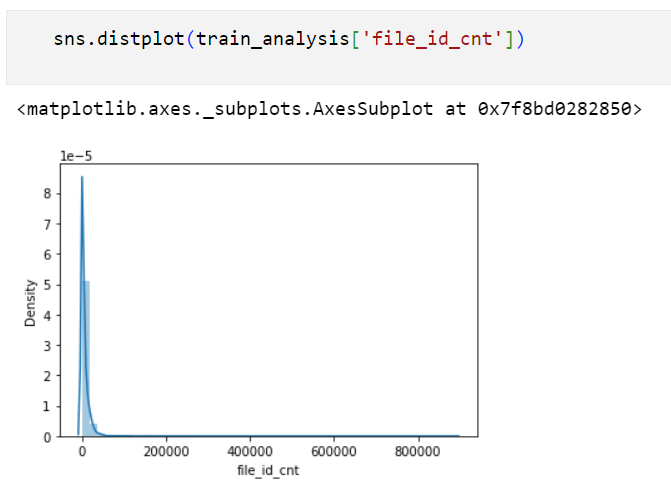 sns.distplot(train_analysis['file_id_cnt'])
<matplotlib.axes._subplots.AxesSubplot at 0x7f8bd0282850>
1e−5
8
7
6
5
4
3
2
1
0
Density
0 200000 400000 600000 800000
file_id_cnt